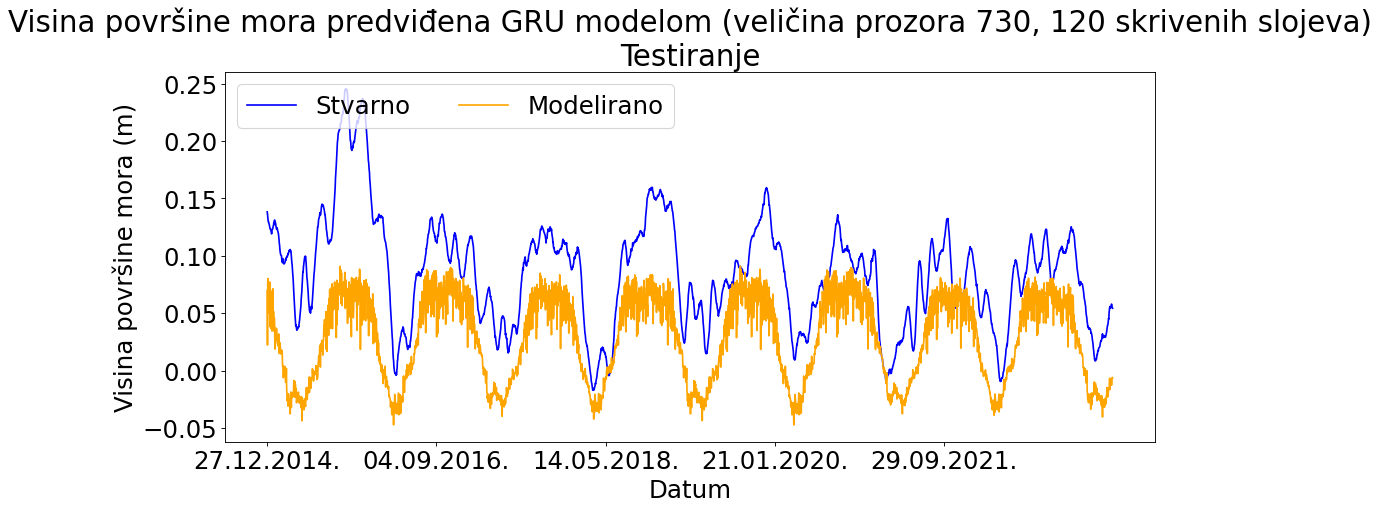 Visina površine mora predviđena GRU modelom (veličina prozora 730, 120 skrivenih slojeva)
Testiranje
Stvarno
Modelirano
Visina površine mora (m)
0.25
0.20
0.15
0.10
0.05
0.00
−0.05
27.12.2014.
04.09.2016.
14.05.2018.
21.01.2020.
29.09.2021.
Datum